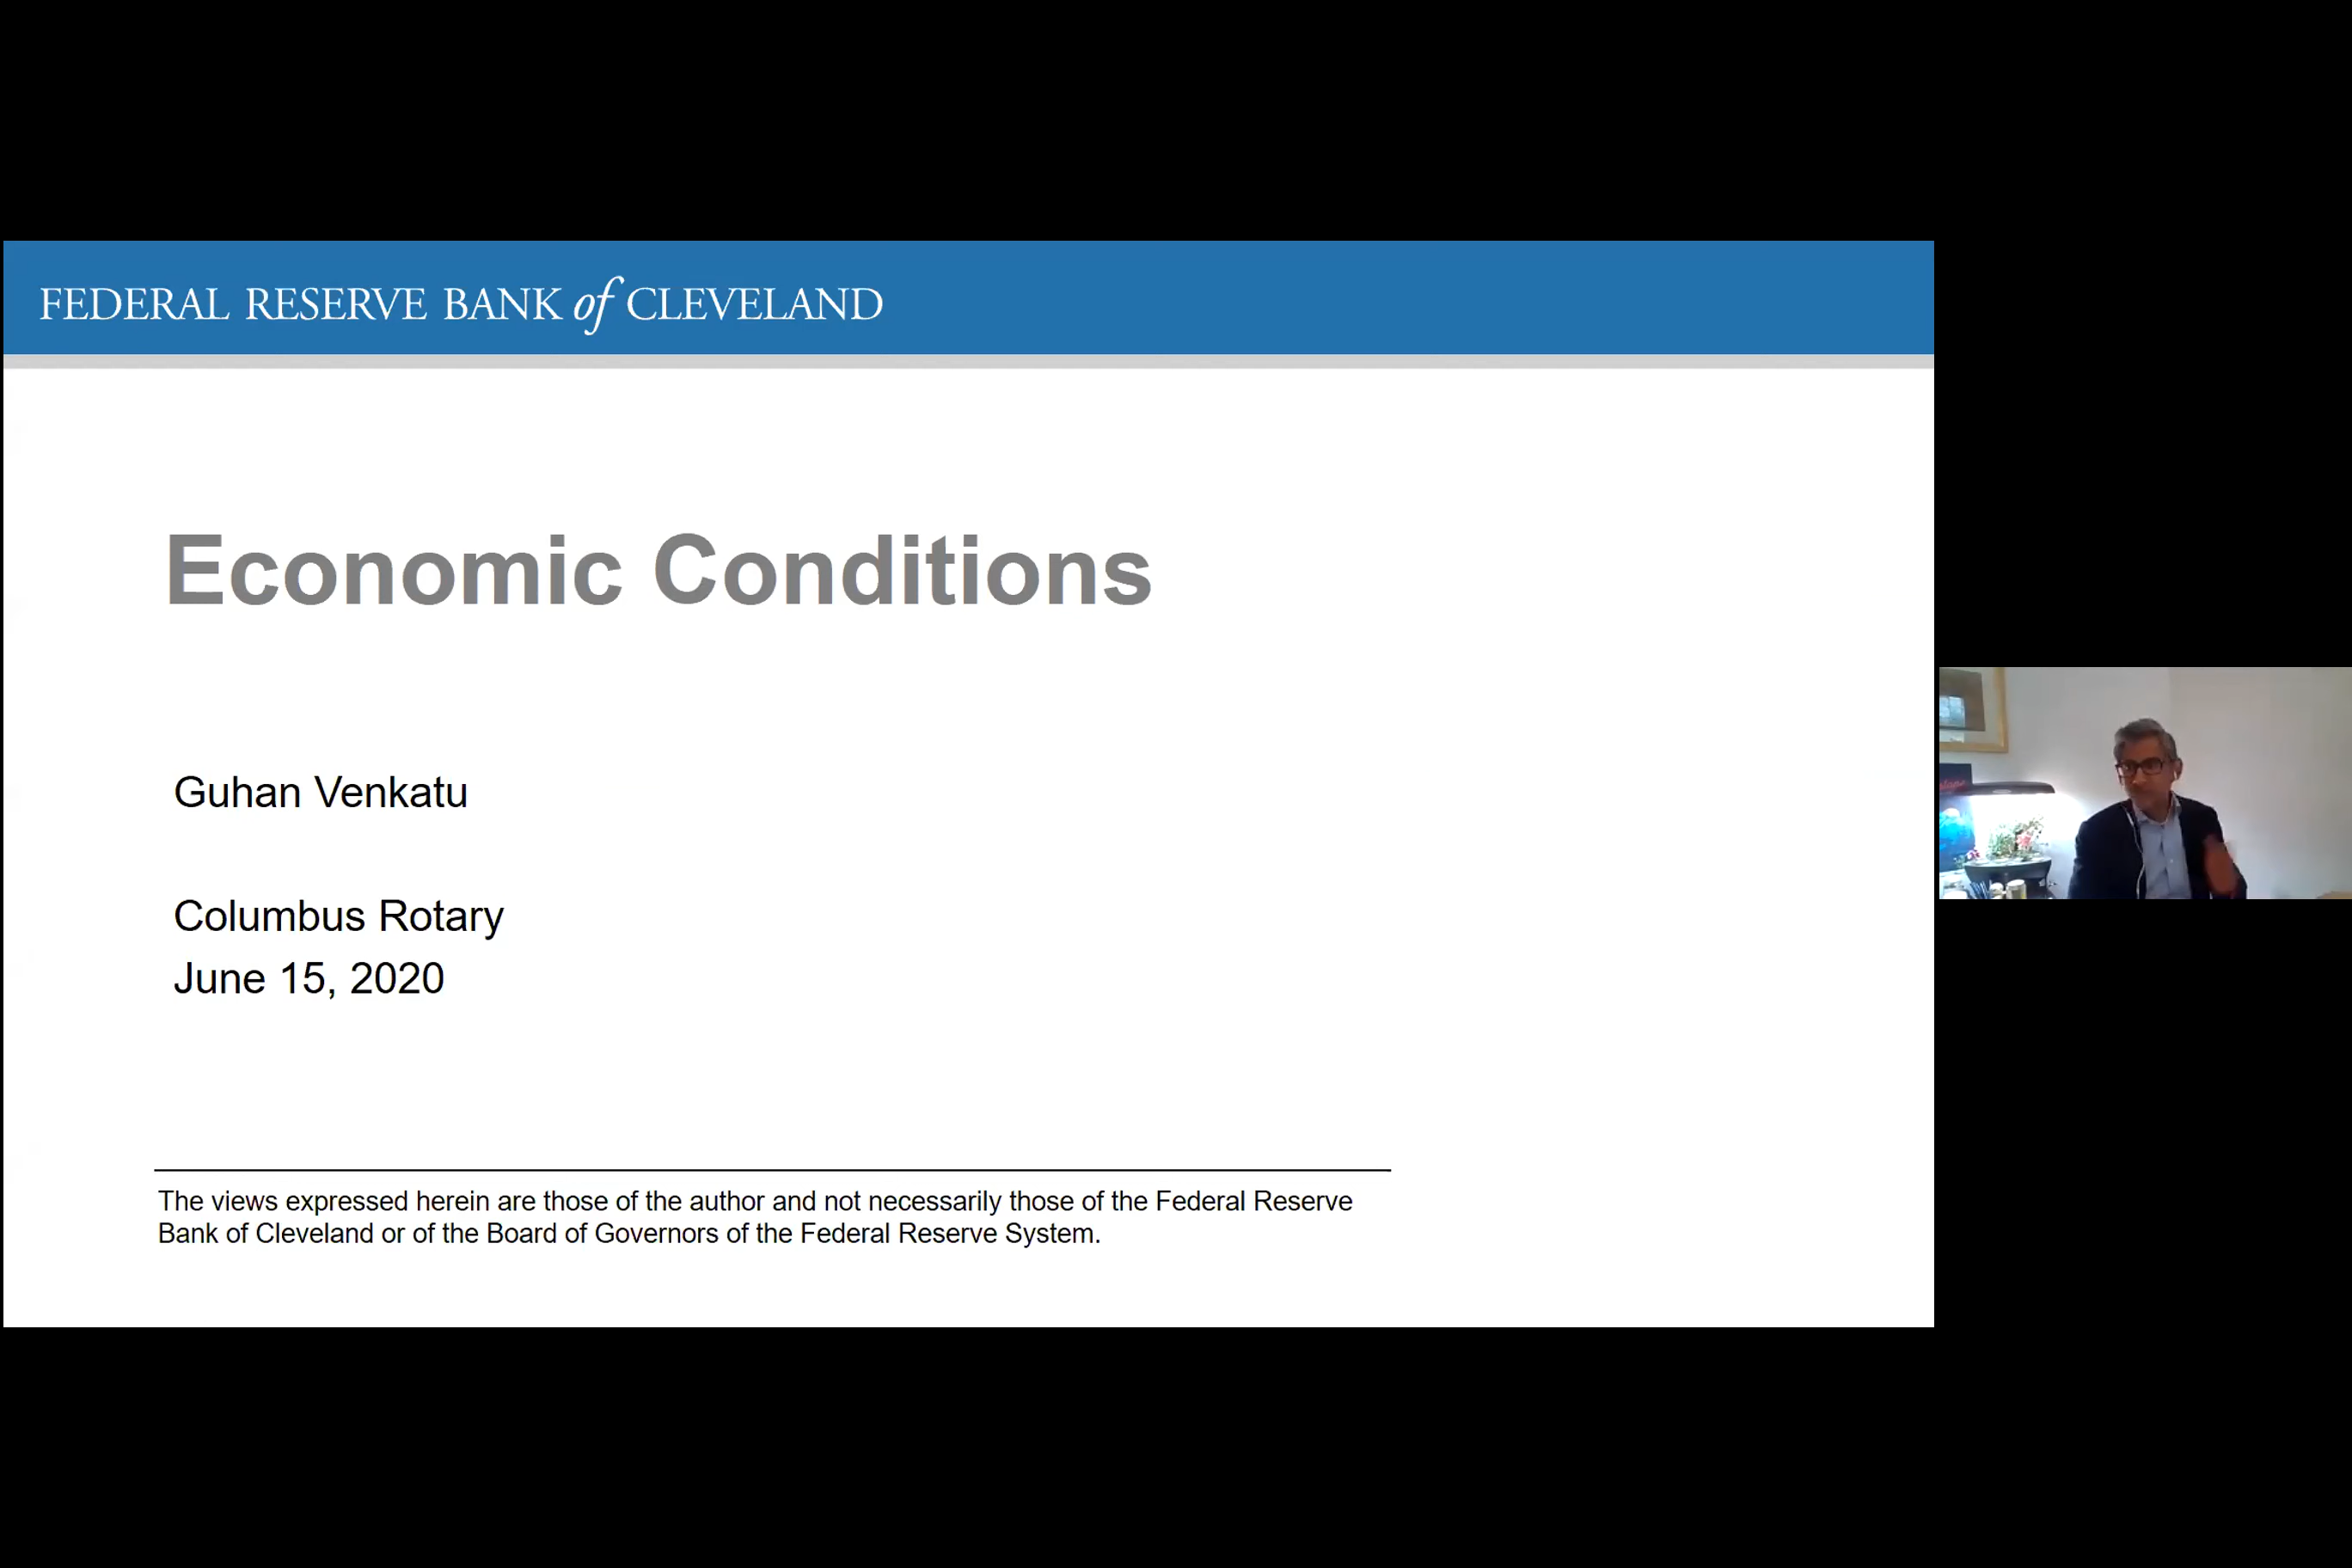 FEDERAL RESERVE BANK of CLEVELAND
Economic Conditions
Guhan Venkatu
Columbus Rotary
June 15, 2020
The views expressed herein are those of the author and not necessarily those of the Federal Reserve
Bank of Cleveland or of the Board of Governors of the Federal Reserve System.